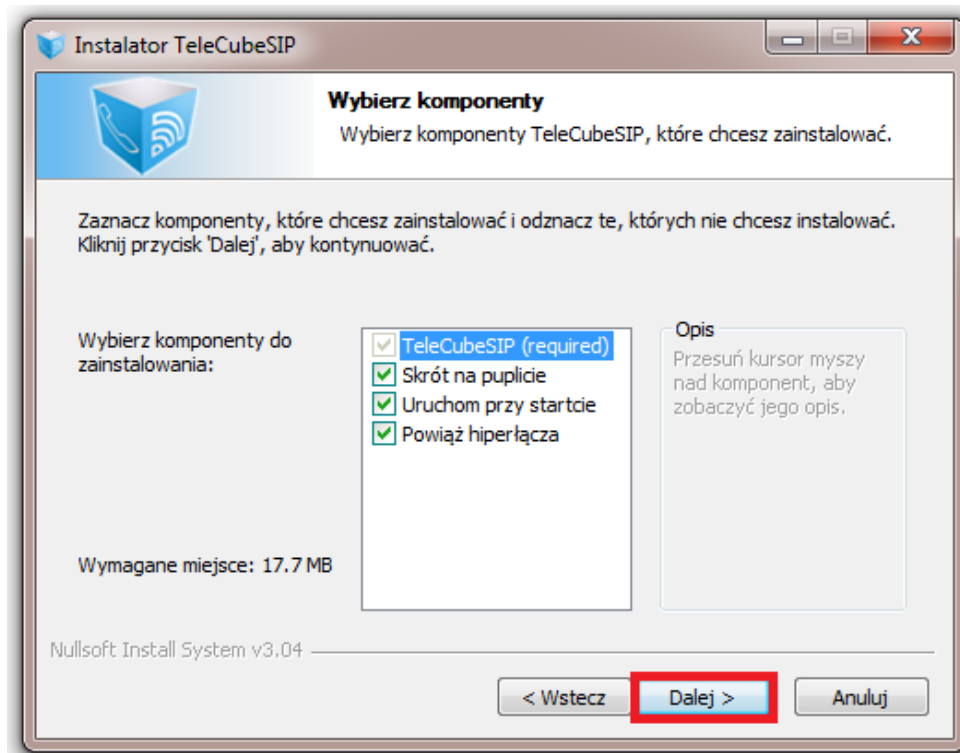 Instalator TeleCubeSIP
Wybierz komponenty
Wybierz komponenty TeleCubeSIP, które chcesz zainstalować.
Zaznacz komponenty, które chcesz zainstalować i odznacz te, których nie chcesz instalować.
Kliknij przycisk 'Dalej', aby kontynuować.
Wybierz komponenty do
zainstalowania:
TeleCubeSIP (required)
Skrót na puplicie
Uruchom przy startcie
Powiąż hiperłącza
Opis
Przesuń kursor myszy
nad komponent, aby
zobaczyć jego opis.
Wymagane miejsce: 17.7 MB
Nullsoft Install System v3.04
< Wstecz
Dalej >
Anuluj